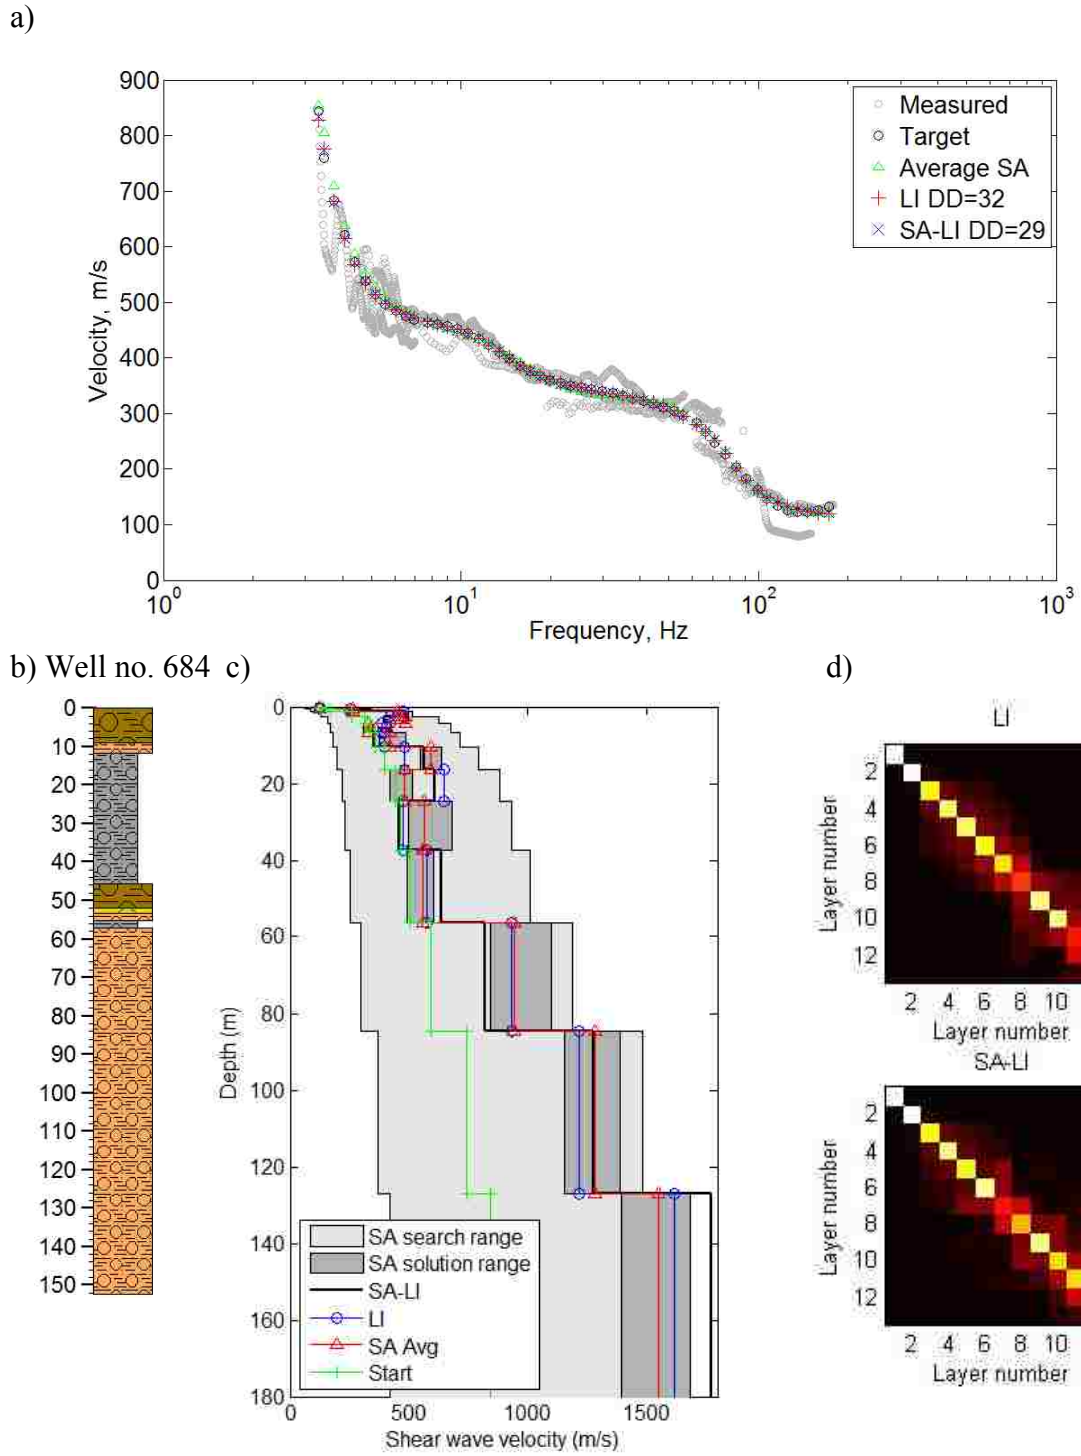 a)
900
800
700
600
500
400
300
200
100
0
Velocity, m/s
Measured
Target
Average SA
LI DD=32
SA-LI DD=29
10^0
10^1
10^2
10^3
Frequency, Hz
b) Well no. 684 c)
d)
0
10
20
30
40
50
60
70
80
90
100
110
120
130
140
150
0
20
40
60
80
100
120
140
160
180
Depth (m)
SA search range
SA solution range
SA-LI
LI
SA Avg
Start
0
500
1000
1500
Shear wave velocity (m/s)
LI
2
4
6
8
10
12
Layer number
2 4 6 8 10
Layer number
SA-LI
2
4
6
8
10
12
Layer number
2 4 6 8 10
Layer number